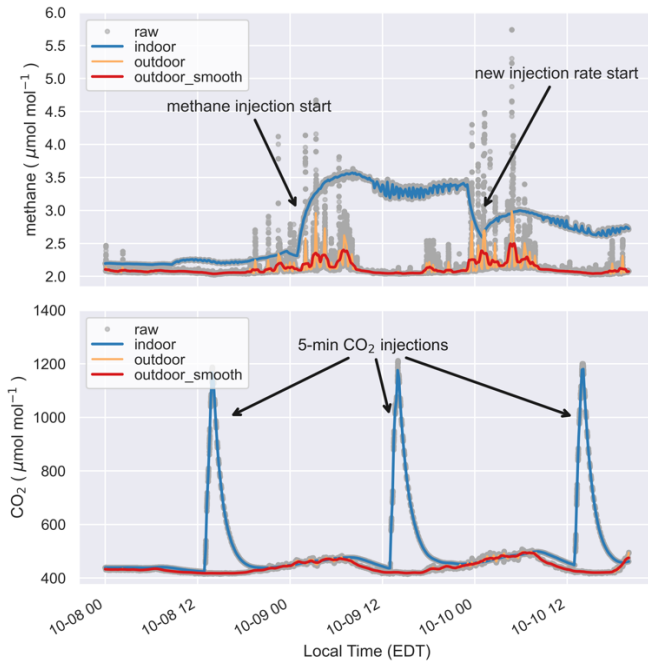 6.0
5.5
5.0
4.5
4.0
3.5
3.0
2.5
2.0
methane ( μmol mol⁻¹ )
raw
indoor
outdoor
outdoor_smooth
new injection rate start
methane injection start
1400
1200
1000
800
600
400
CO₂ ( μmol mol⁻¹ )
raw
indoor
outdoor
outdoor_smooth
5-min CO₂ injections
10-08 00
10-08 12
10-09 00
10-09 12
10-10 00
10-10 12
Local Time (EDT)